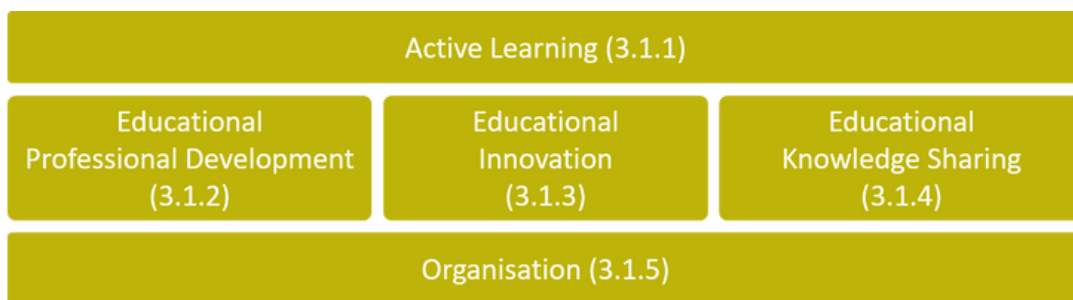 Active Learning (3.1.1)
Educational
Professional Development
(3.1.2)
Educational
Innovation
(3.1.3)
Educational
Knowledge Sharing
(3.1.4)
Organisation (3.1.5)